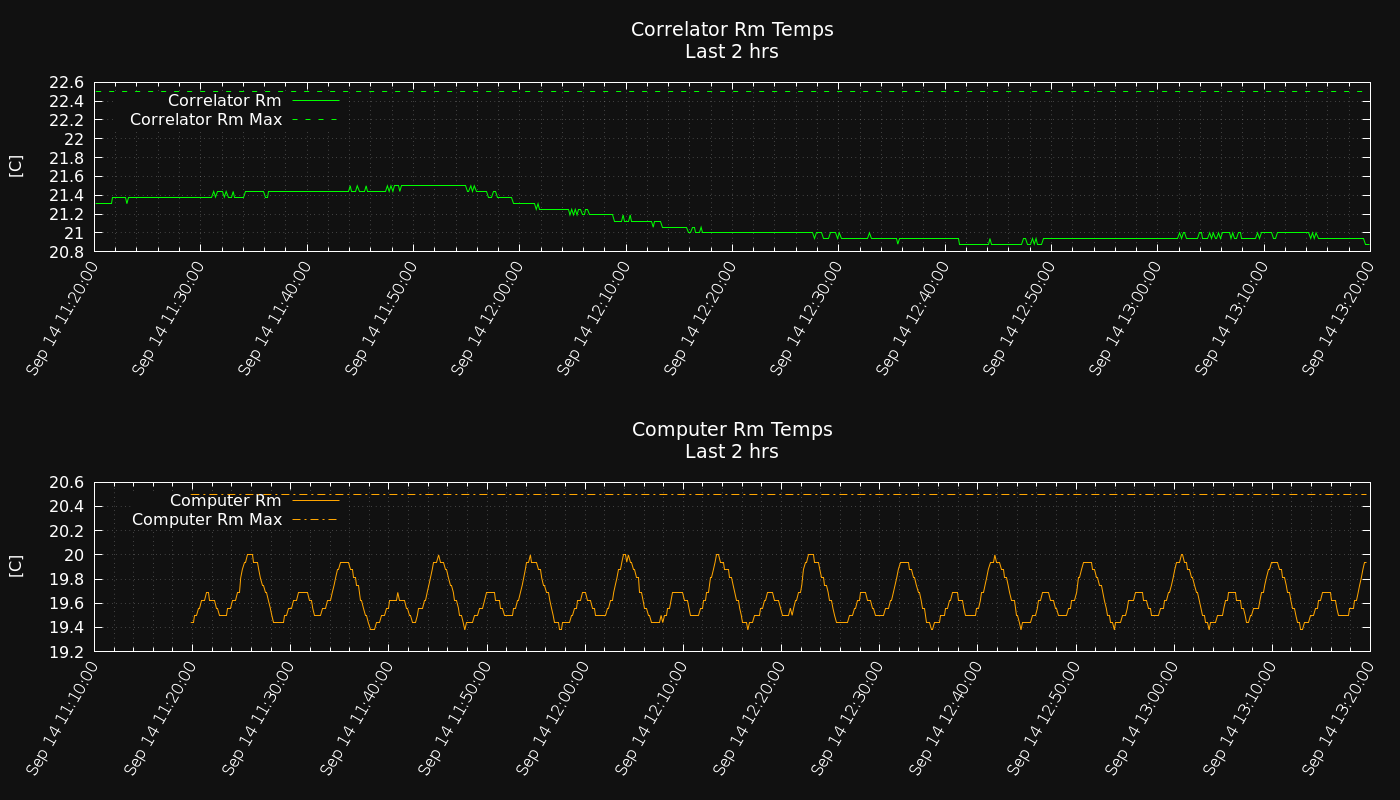 Correlator Rm Temps
Last 2 hrs
22.6
22.4
22.2
22
21.8
21.6
21.4
21.2
21
20.8
[C]
Correlator Rm
Correlator Rm Max
Sep 14 11:20:00
Sep 14 11:30:00
Sep 14 11:40:00
Sep 14 11:50:00
Sep 14 12:00:00
Sep 14 12:10:00
Sep 14 12:20:00
Sep 14 12:30:00
Sep 14 12:40:00
Sep 14 12:50:00
Sep 14 13:00:00
Sep 14 13:10:00
Sep 14 13:20:00
Computer Rm Temps
Last 2 hrs
20.6
20.4
20.2
20
19.8
19.6
19.4
19.2
[C]
Computer Rm
Computer Rm Max
Sep 14 11:10:00
Sep 14 11:20:00
Sep 14 11:30:00
Sep 14 11:40:00
Sep 14 11:50:00
Sep 14 12:00:00
Sep 14 12:10:00
Sep 14 12:20:00
Sep 14 12:30:00
Sep 14 12:40:00
Sep 14 12:50:00
Sep 14 13:00:00
Sep 14 13:10:00
Sep 14 13:20:00